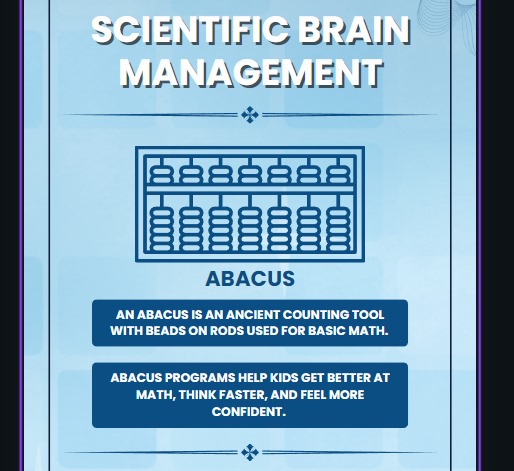 SCIENTIFIC BRAIN
MANAGEMENT
ABACUS
AN ABACUS IS AN ANCIENT COUNTING TOOL
WITH BEADS ON RODS USED FOR BASIC MATH.
ABACUS PROGRAMS HELP KIDS GET BETTER AT
MATH, THINK FASTER, AND FEEL MORE
CONFIDENT.